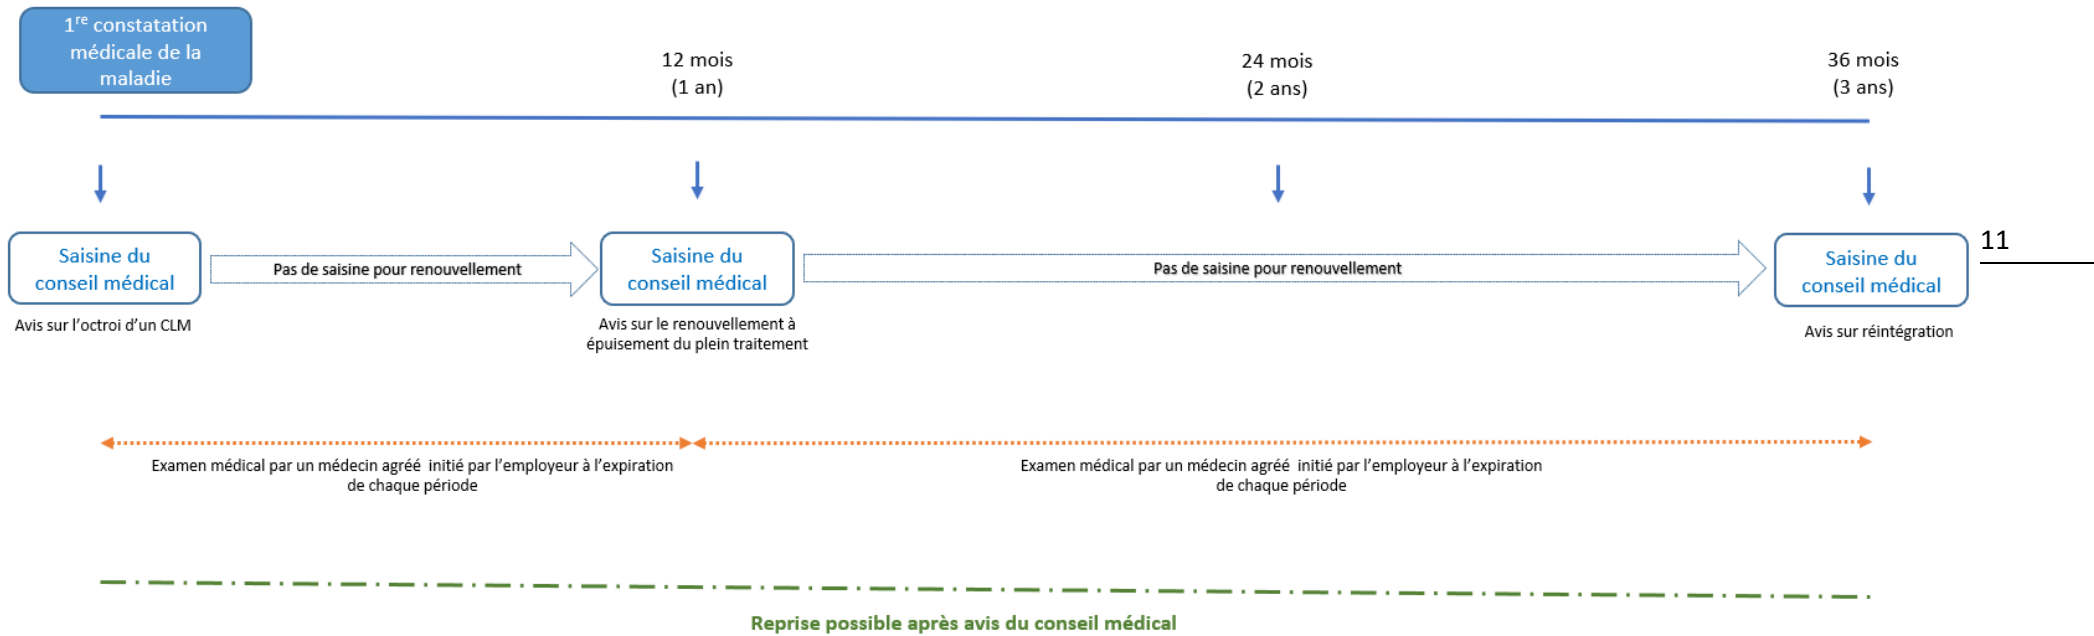 1re constatation
médicale de la
maladie
12 mois
(1 an)
24 mois
(2 ans)
36 mois
(3 ans)
11
Saisine du
conseil médical
Pas de saisine pour renouvellement
Saisine du
conseil médical
Pas de saisine pour renouvellement
Saisine du
conseil médical
Avis sur l'octroi d'un CLM
Avis sur le renouvellement à
épuisement du plein traitement
Avis sur réintégration
Examen médical par un médecin agréé initié par l'employeur à l'expiration
de chaque période
Examen médical par un médecin agréé initié par l'employeur à l'expiration
de chaque période
Reprise possible après avis du conseil médical